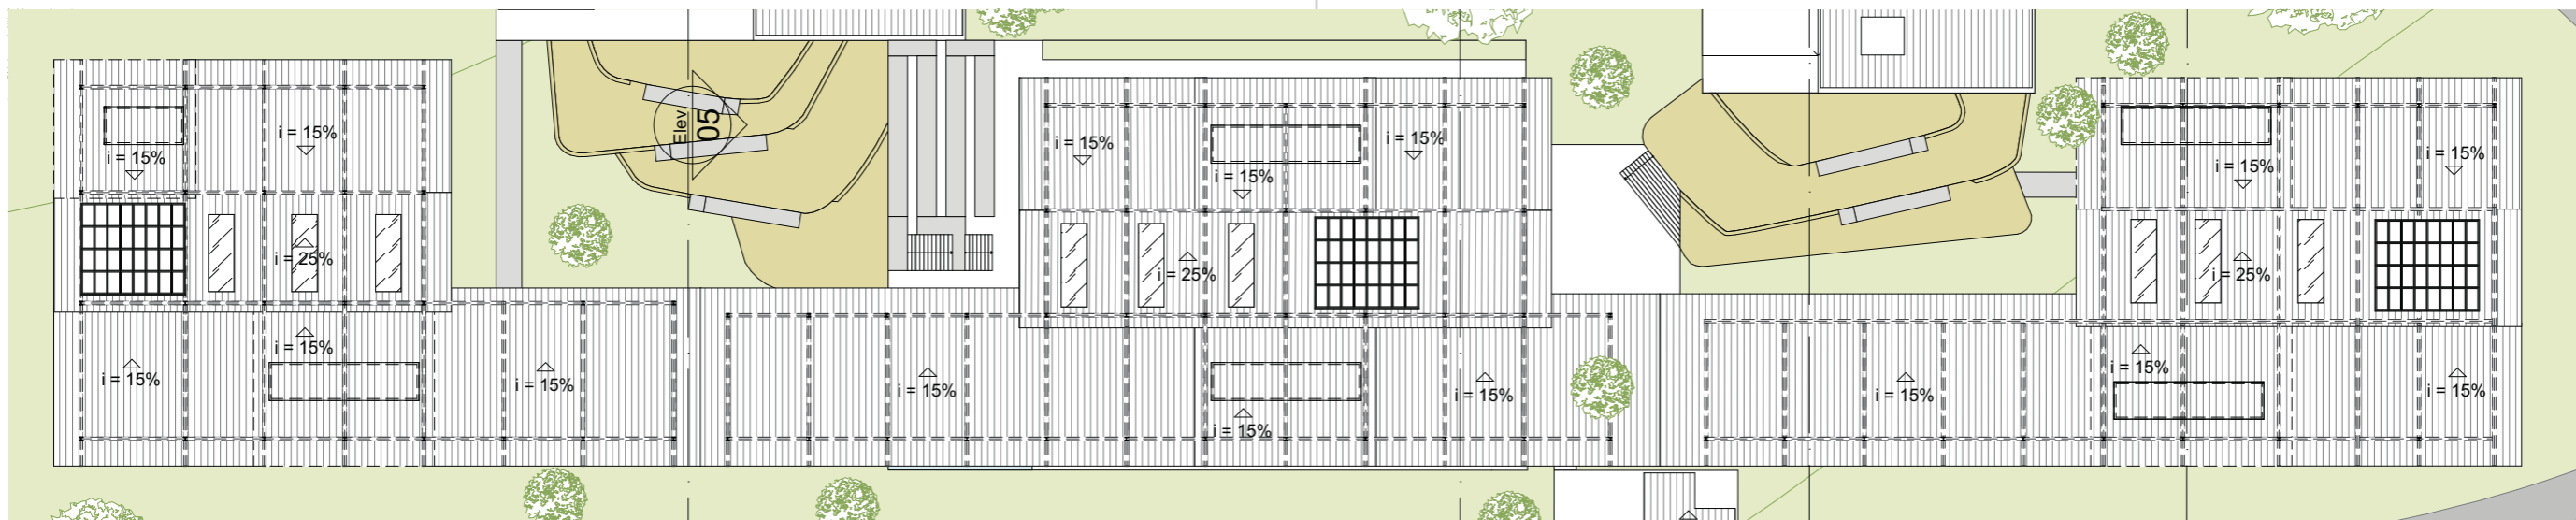 i = 15%
i = 15%
i = 25%
i = 15%
i = 15%
i = 15%
Elev.
05
i = 15%
i = 15%
i = 15%
i = 15%
i = 25%
i = 15%
i = 15%
i = 15%
i = 15%
i = 25%
i = 15%
i = 15%
i = 15%